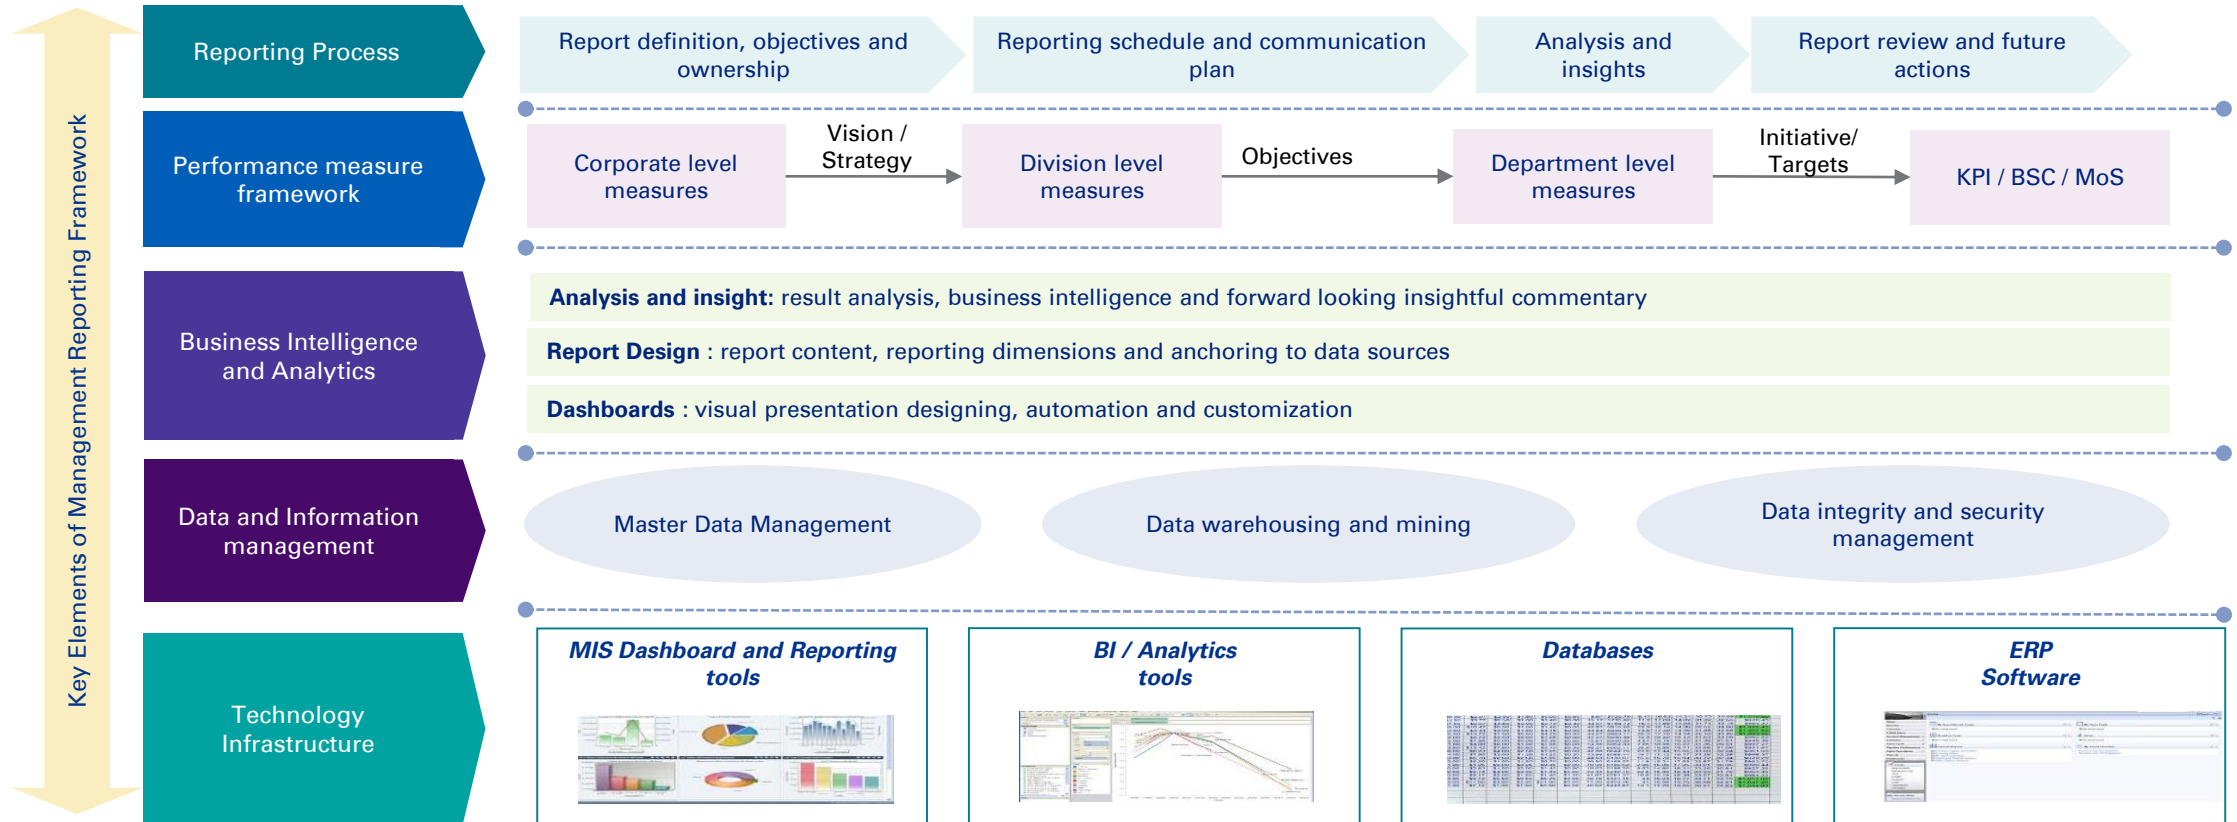 Key Elements of Management Reporting Framework
Reporting Process
Report definition, objectives and
ownership
Reporting schedule and communication
plan
Analysis and
insights
Report review and future
actions
Performance measure
framework
Corporate level
measures
Vision /
Strategy
Division level
measures
Objectives
Department level
measures
Initiative/
Targets
KPI / BSC / MoS
Business Intelligence
and Analytics
Analysis and insight: result analysis, business intelligence and forward looking insightful commentary
Report Design : report content, reporting dimensions and anchoring to data sources
Dashboards : visual presentation designing, automation and customization
Data and Information
management
Master Data Management
Data warehousing and mining
Data integrity and security
management
Technology
Infrastructure
MIS Dashboard and Reporting
tools
BI / Analytics
tools
Databases
ERP
Software